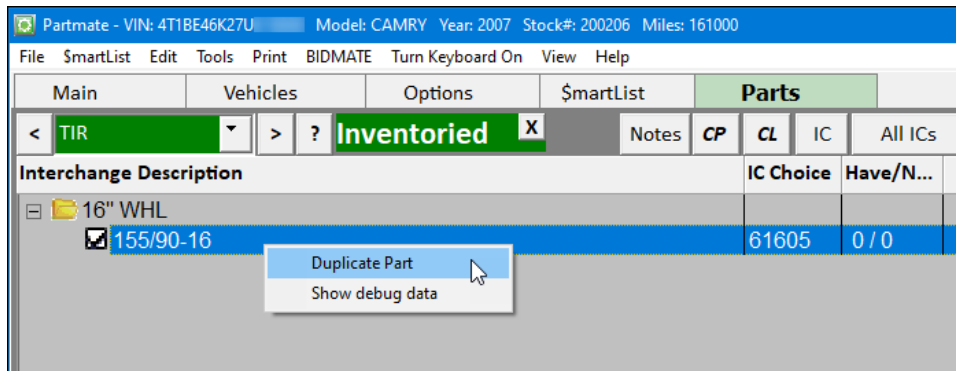 Partmate - VIN: 4T1BE46K27U Model: CAMRY Year: 2007 Stock#: 200206 Miles: 161000
File $martList Edit Tools Print BIDMATE Turn Keyboard On View Help
Main Vehicles Options $martList Parts
< TIR > ? Inventoried X Notes CP CL IC All ICs
Interchange Description IC Choice Have/N...
16" WHL
155/90-16 61605 0 / 0
Duplicate Part
Show debug data